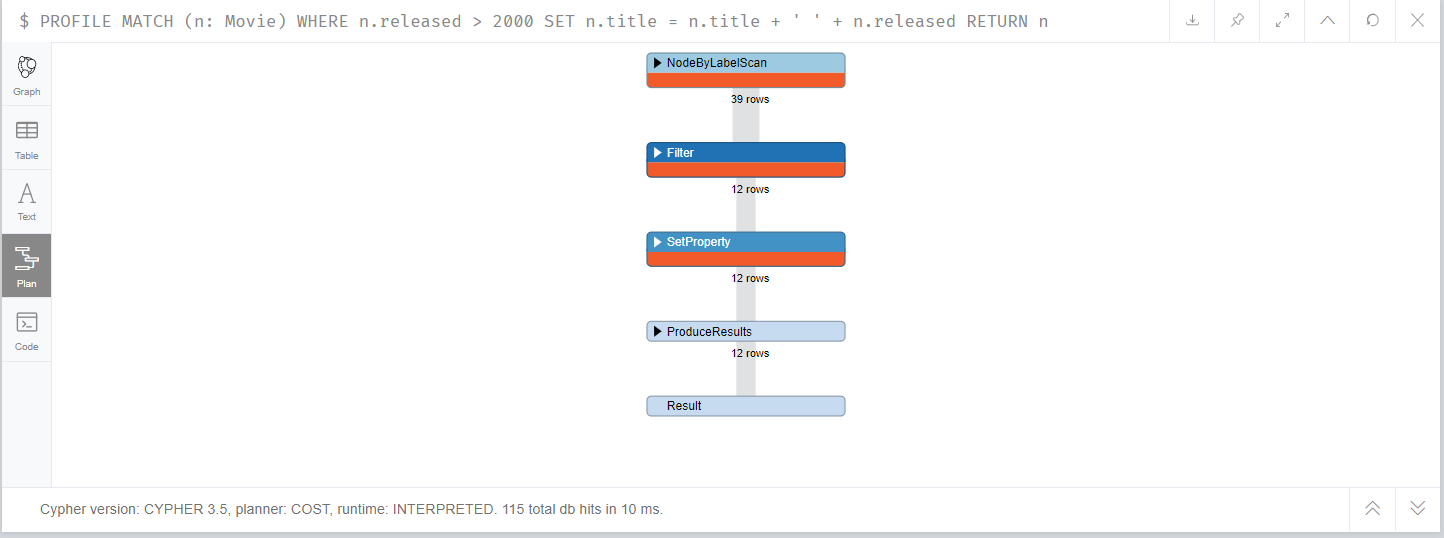 $ PROFILE MATCH (n: Movie) WHERE n.released > 2000 SET n.title = n.title + ' ' + n.released RETURN n
Graph
Table
Text
Plan
Code
NodeByLabelScan
39 rows
Filter
12 rows
SetProperty
12 rows
ProduceResults
12 rows
Result
Cypher version: CYPHER 3.5, planner: COST, runtime: INTERPRETED. 115 total db hits in 10 ms.